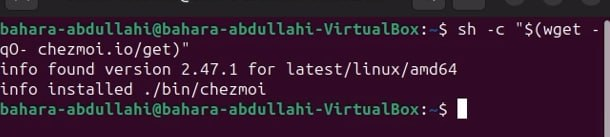 bahara-abdullahi@bahara-abdullahi-VirtualBox:~$ sh -c "$(wget -
qO- chezmoi.io/get)"
info found version 2.47.1 for latest/linux/amd64
info installed ./bin/chezmoi
bahara-abdullahi@bahara-abdullahi-VirtualBox:~$